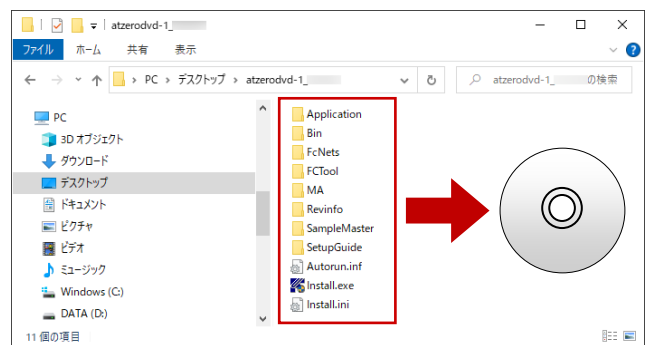 atzerodvd-1_
ファイル ホーム 共有 表示
PC > デスクトップ > atzerodvd-1_
atzerodvd-1_ の検索
PC
3D オブジェクト
ダウンロード
デスクトップ
ドキュメント
ピクチャ
ビデオ
ミュージック
Windows (C:)
DATA (D:)
Application
Bin
FcNets
FCTool
MA
Revinfo
SampleMaster
SetupGuide
Autorun.inf
Install.exe
Install.ini
11 個の項目